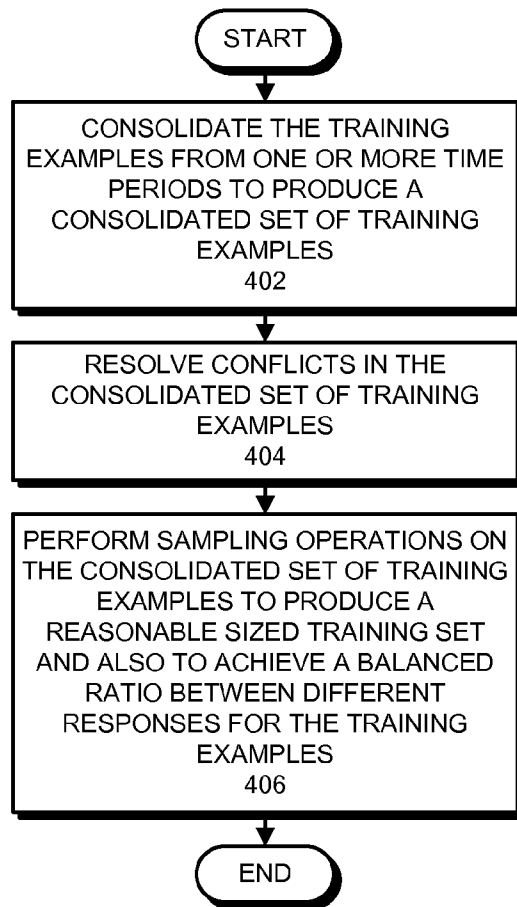 START
CONSOLIDATE THE TRAINING
EXAMPLES FROM ONE OR MORE TIME
PERIODS TO PRODUCE A
CONSOLIDATED SET OF TRAINING
EXAMPLES
402
RESOLVE CONFLICTS IN THE
CONSOLIDATED SET OF TRAINING
EXAMPLES
404
PERFORM SAMPLING OPERATIONS ON
THE CONSOLIDATED SET OF TRAINING
EXAMPLES TO PRODUCE A
REASONABLE SIZED TRAINING SET
AND ALSO TO ACHIEVE A BALANCED
RATIO BETWEEN DIFFERENT
RESPONSES FOR THE TRAINING
EXAMPLES
406
END